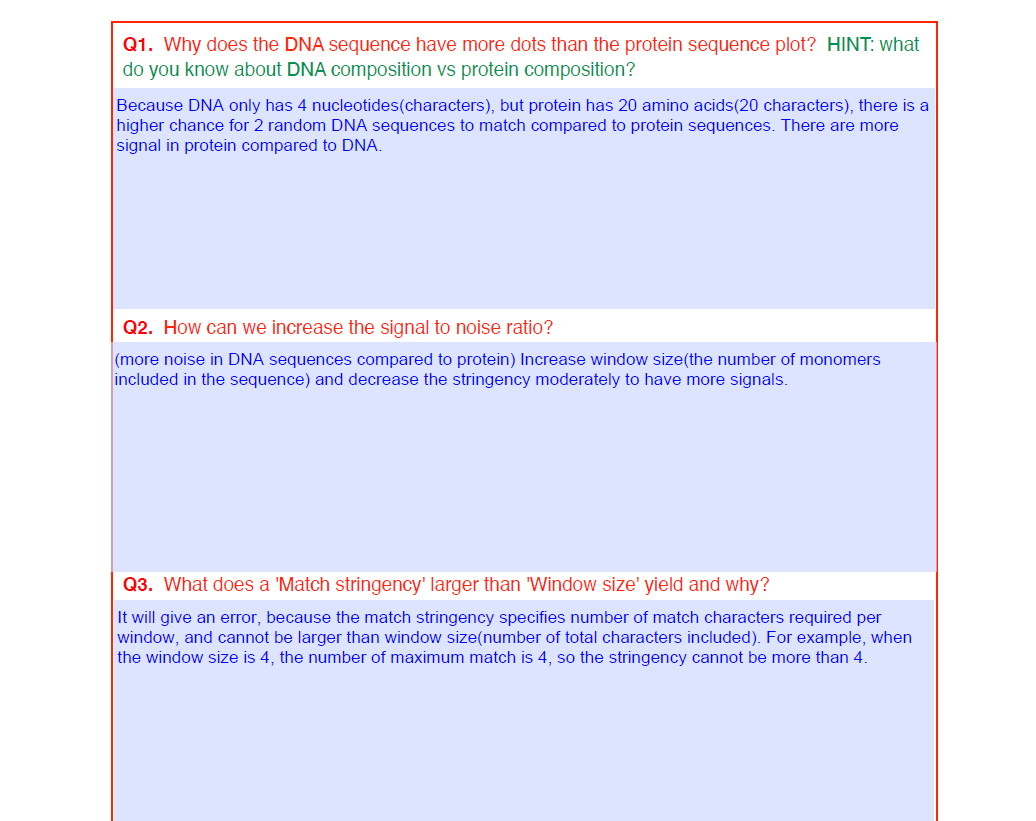 Q1. Why does the DNA sequence have more dots than the protein sequence plot? HINT: what
do you know about DNA composition vs protein composition?
Because DNA only has 4 nucleotides(characters), but protein has 20 amino acids(20 characters), there is a
higher chance for 2 random DNA sequences to match compared to protein sequences. There are more
signal in protein compared to DNA.
Q2. How can we increase the signal to noise ratio?
(more noise in DNA sequences compared to protein) Increase window size(the number of monomers
included in the sequence) and decrease the stringency moderately to have more signals.
Q3. What does a 'Match stringency' larger than 'Window size' yield and why?
It will give an error, because the match stringency specifies number of match characters required per
window, and cannot be larger than window size(number of total characters included). For example, when
the window size is 4, the number of maximum match is 4, so the stringency cannot be more than 4.